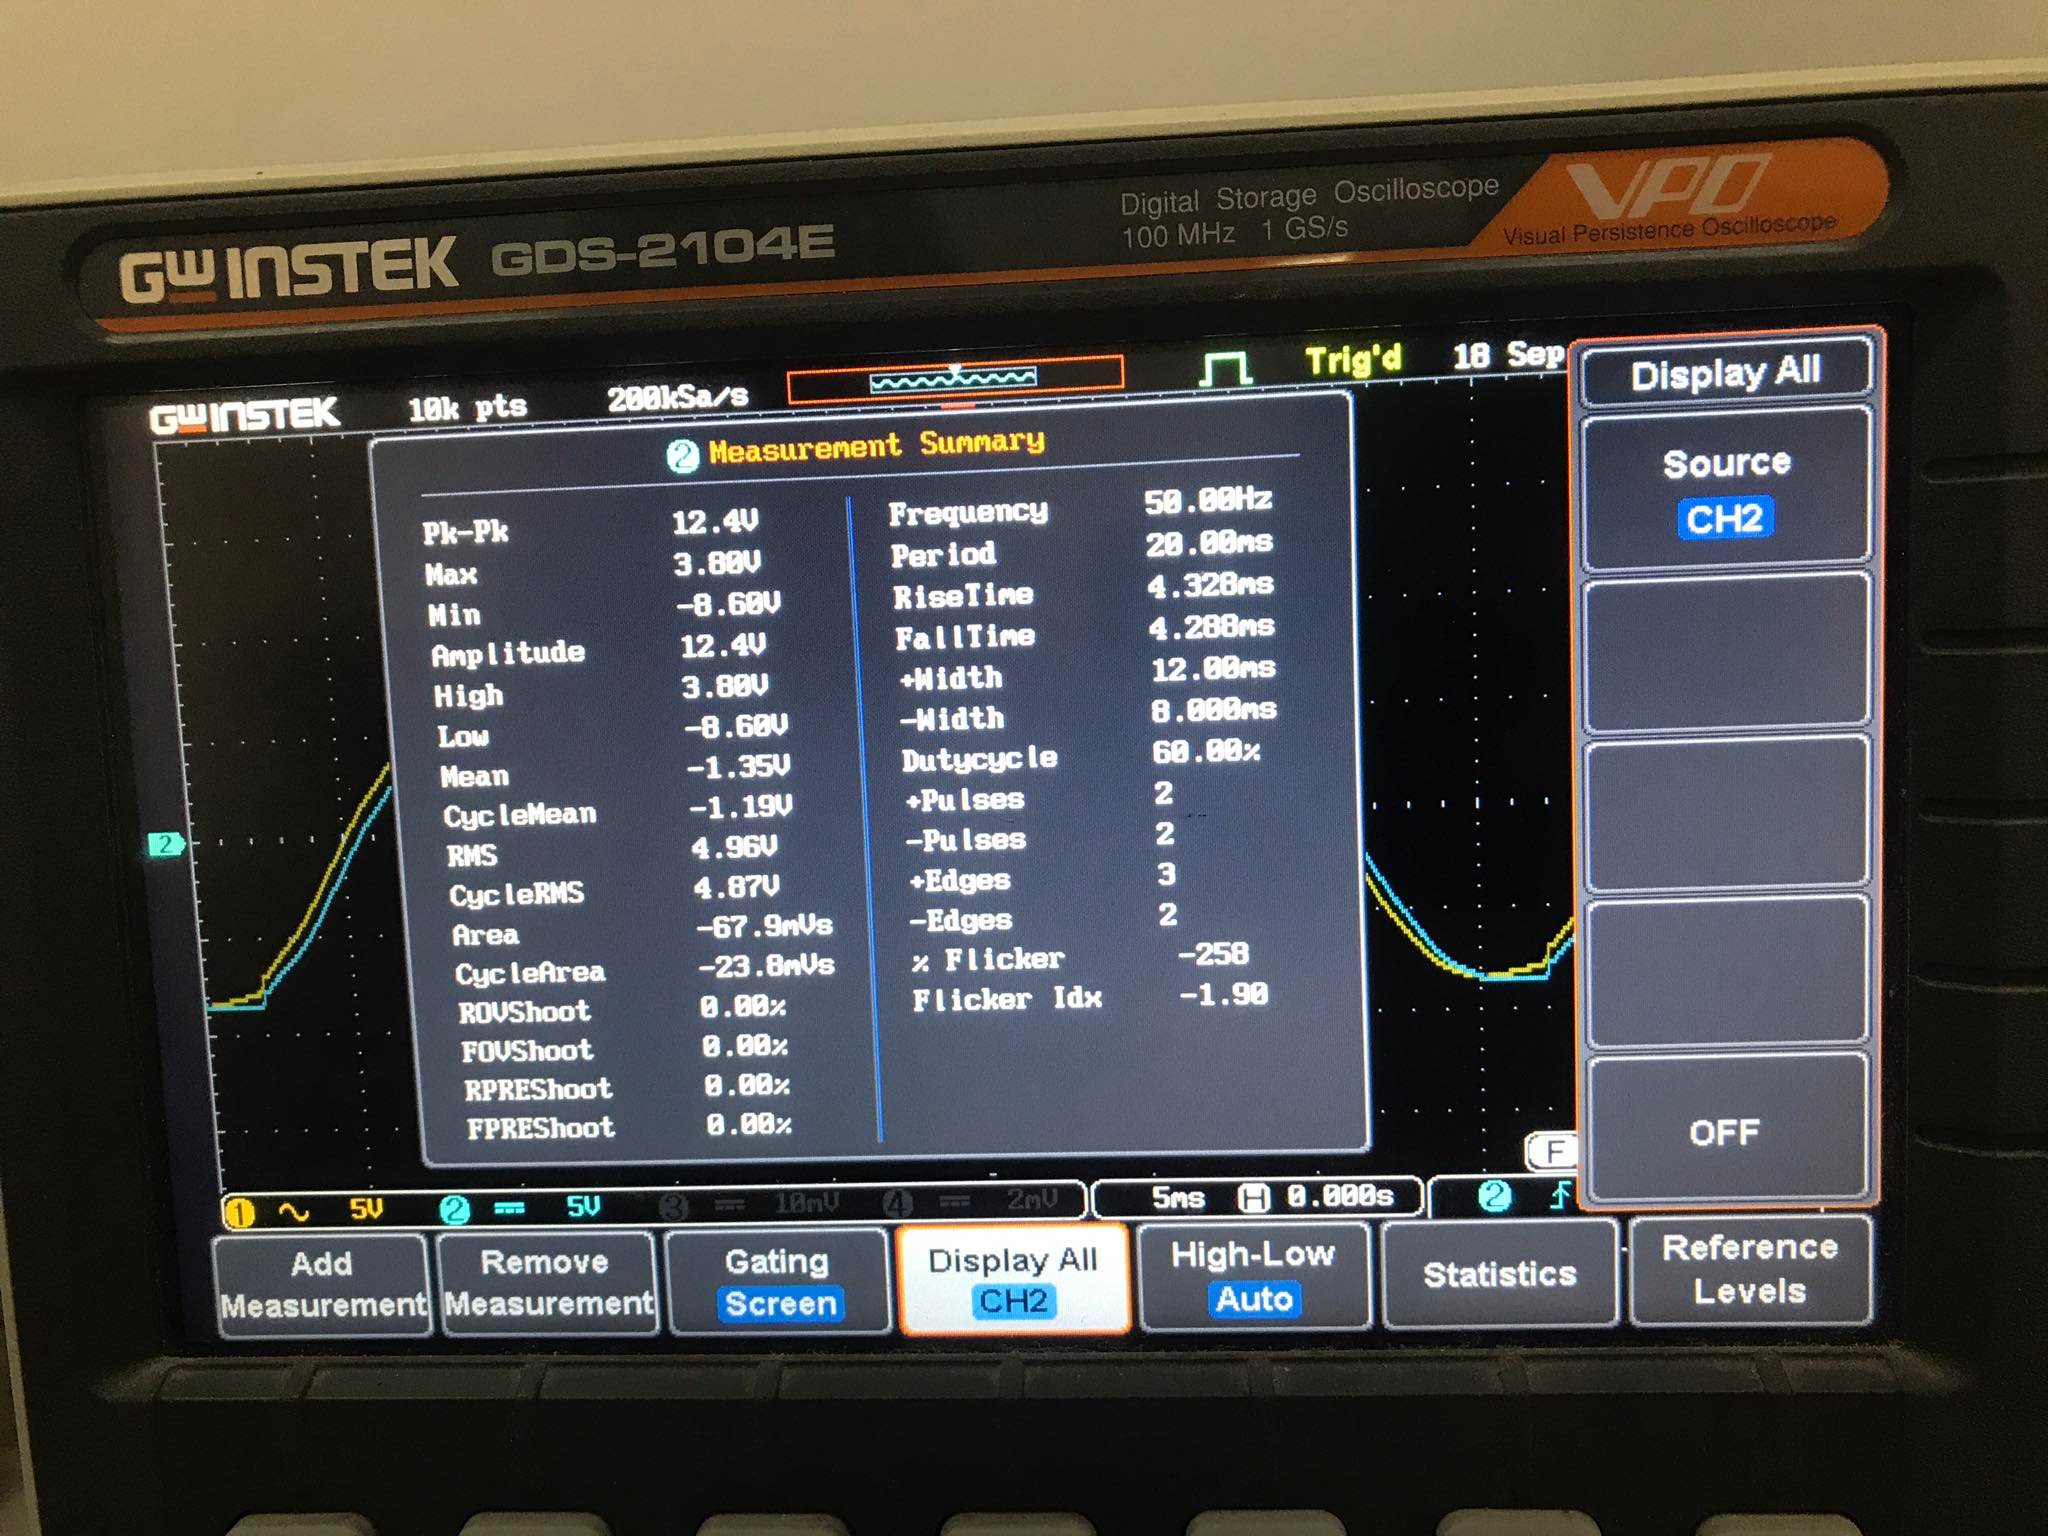 GWINSTEK GDS-2104E
Digital Storage Oscilloscope
100 MHz 1 GS/s
VPO
Visual Persistence Oscilloscope
GWINSTEK 10k pts 200kSa/s Trig'd 18 Sep
2 Measurement Summary
Pk-Pk 12.4V
Max 3.80V
Min -8.60V
Amplitude 12.4V
High 3.80V
Low -8.60V
Mean -1.35V
CycleMean -1.19V
RMS 4.96V
CycleRMS 4.87V
Area -67.9mVs
CycleArea -23.8mVs
ROVShoot 0.00%
FOVShoot 0.00%
RPREShoot 0.00%
FPREShoot 0.00%
Frequency 50.00Hz
Period 20.00ms
RiseTime 4.328ms
FallTime 4.288ms
+Width 12.00ms
-Width 8.000ms
Dutycycle 60.00%
+Pulses 2
-Pulses 2
+Edges 3
-Edges 2
% Flicker -258
Flicker Idx -1.90
Display All
Source
CH2
OFF
2
F
1 5V 2 5V 3 10mV 4 2mV 5ms H 0.000s 2
Add
Measurement
Remove
Measurement
Gating
Screen
Display All
CH2
High-Low
Auto
Statistics
Reference
Levels